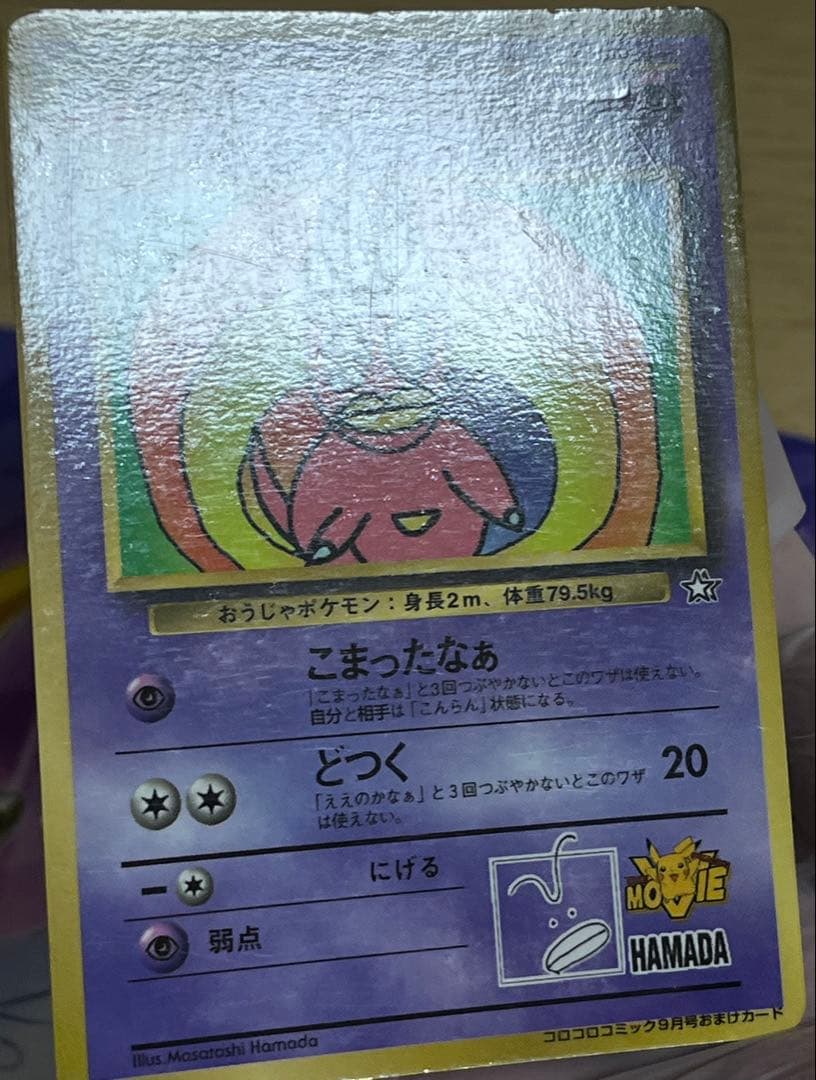 おうじゃポケモン：身長2m、体重79.5kg
こまったなぁ
「こまったなぁ」と3回つぶやかないとこのワザは使えない。
自分と相手は「こんらん」状態になる。
どつく 20
「ええのかなぁ」と3回つぶやかないとこのワザ
は使えない。
にげる
弱点
MOVIE
HAMADA
Illus. Masatoshi Hamada
コロコロコミック9月号おまけカード